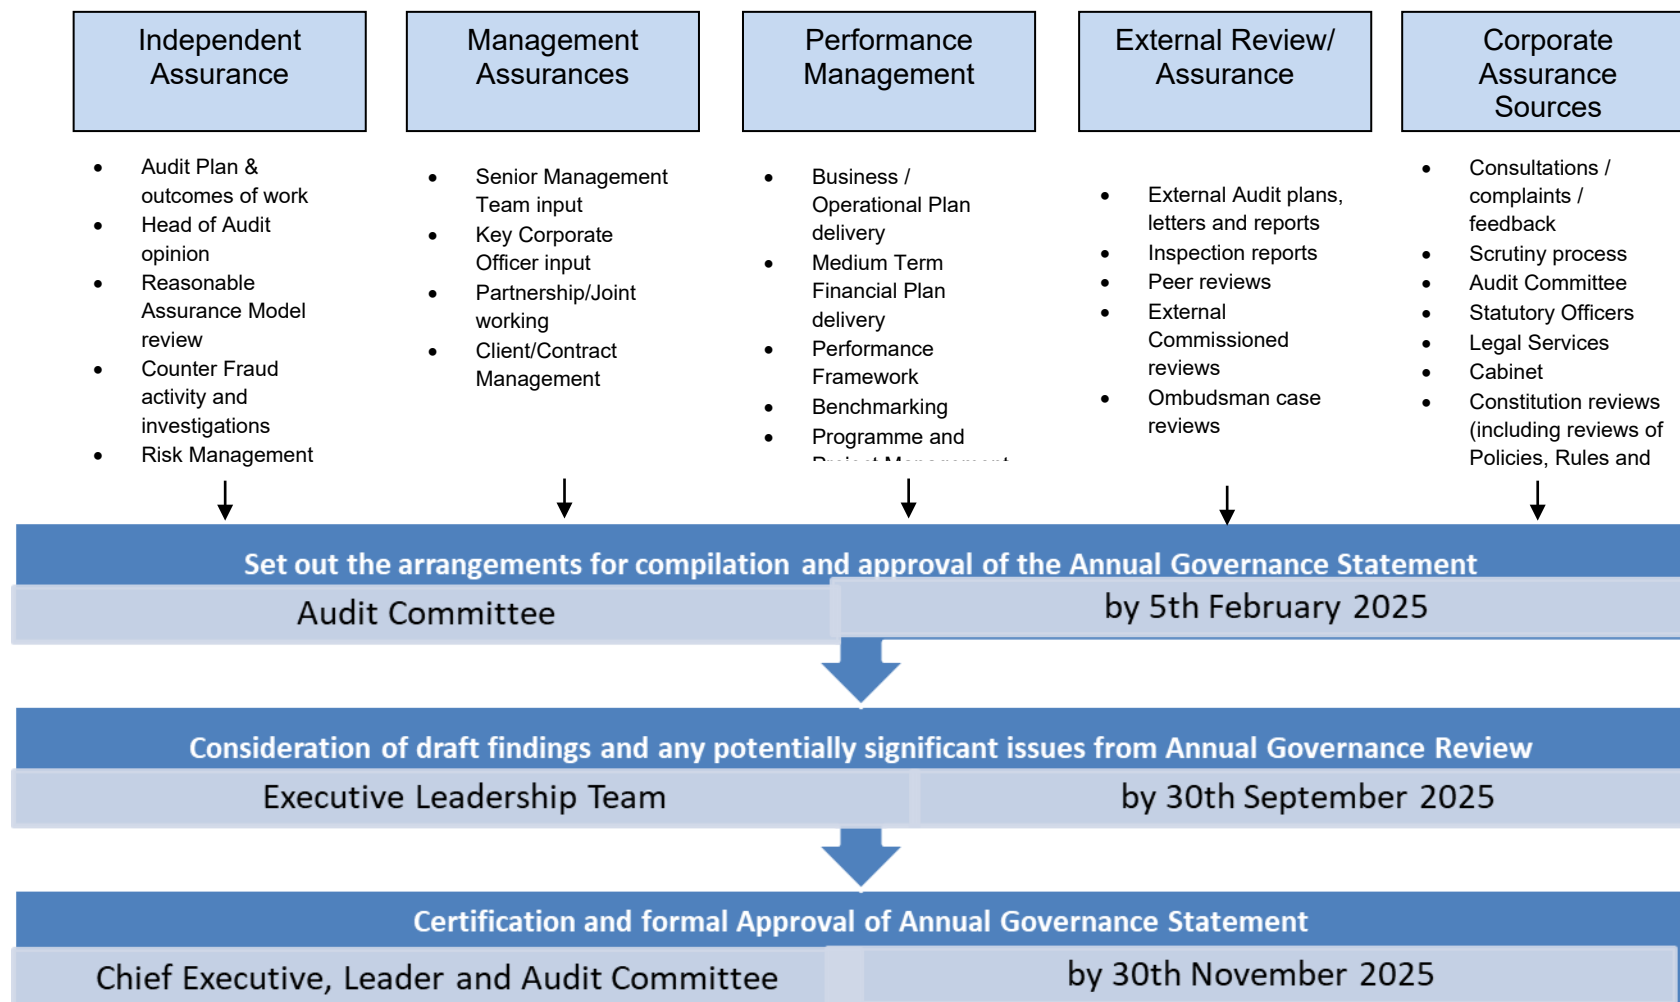 Independent
Assurance
Management
Assurances
Performance
Management
External Review/
Assurance
Corporate
Assurance
Sources
• Audit Plan &
outcomes of work
• Head of Audit
opinion
• Reasonable
Assurance Model
review
• Counter Fraud
activity and
investigations
• Risk Management
• Senior Management
Team input
• Key Corporate
Officer input
• Partnership/Joint
working
• Client/Contract
Management
• Business /
Operational Plan
delivery
• Medium Term
Financial Plan
delivery
• Performance
Framework
• Benchmarking
• Programme and
Project Management
• External Audit plans,
letters and reports
• Inspection reports
• Peer reviews
• External
Commissioned
reviews
• Ombudsman case
reviews
• Consultations /
complaints /
feedback
• Scrutiny process
• Audit Committee
• Statutory Officers
• Legal Services
• Cabinet
• Constitution reviews
(including reviews of
Policies, Rules and
Set out the arrangements for compilation and approval of the Annual Governance Statement
Audit Committee
by 5th February 2025
Consideration of draft findings and any potentially significant issues from Annual Governance Review
Executive Leadership Team
by 30th September 2025
Certification and formal Approval of Annual Governance Statement
Chief Executive, Leader and Audit Committee
by 30th November 2025